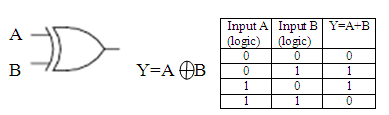 A
B
Y=A ⊕B
Input A Input B Y=A+B
(logic) (logic)
0 0 0
0 1 1
1 0 1
1 1 0